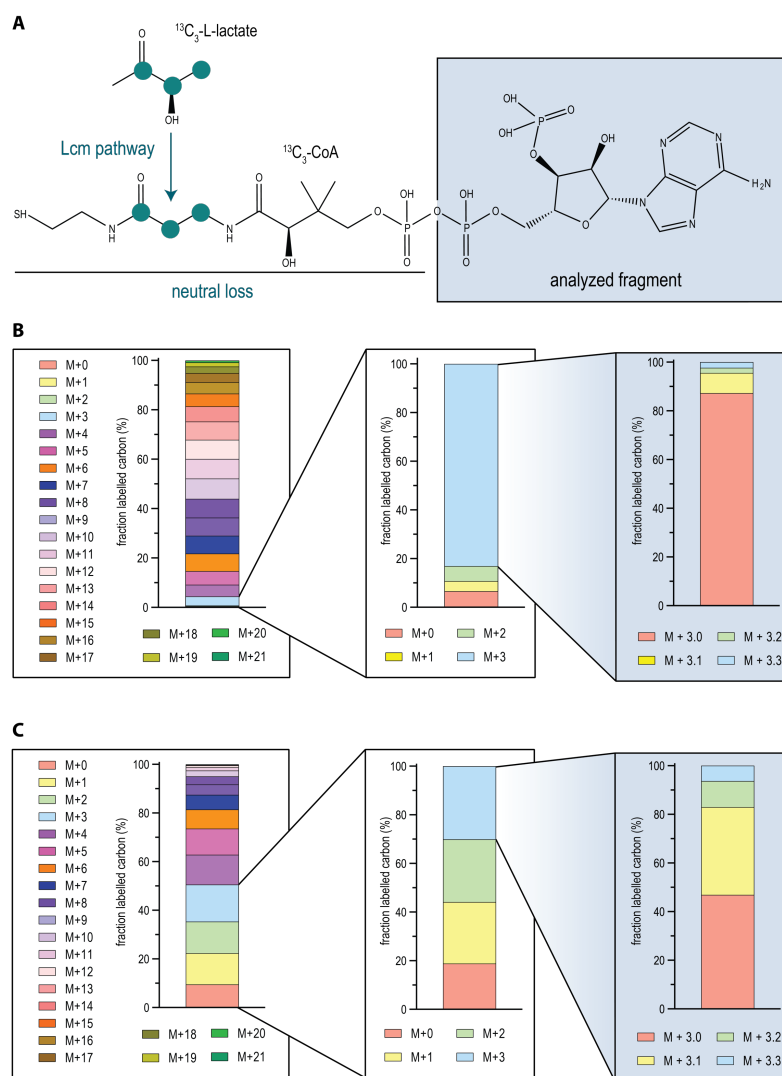 A
¹³C₃-L-lactate
O
OH
Lcm pathway
¹³C₃-CoA
OH
P
O
OH
O
OH
N
N
NH₂
N
N
O
O
O
OH
OH
SH
N
H
N
H
O
P
O
P
O
O
OH
O
O
neutral loss
analyzed fragment
B
M+0
M+1
M+2
M+3
M+4
M+5
M+6
M+7
M+8
M+9
M+10
M+11
M+12
M+13
M+14
M+15
M+16
M+17
fraction labelled carbon (%)
100
80
60
40
20
0
M+18
M+20
M+19
M+21
fraction labelled carbon (%)
100
80
60
40
20
0
M+0
M+2
M+1
M+3
fraction labelled carbon (%)
100
80
60
40
20
0
M + 3.0
M + 3.2
M + 3.1
M + 3.3
C
M+0
M+1
M+2
M+3
M+4
M+5
M+6
M+7
M+8
M+9
M+10
M+11
M+12
M+13
M+14
M+15
M+16
M+17
fraction labelled carbon (%)
100
80
60
40
20
0
M+18
M+20
M+19
M+21
fraction labelled carbon (%)
100
80
60
40
20
0
M+0
M+2
M+1
M+3
fraction labelled carbon (%)
100
80
60
40
20
0
M + 3.0
M + 3.2
M + 3.1
M + 3.3